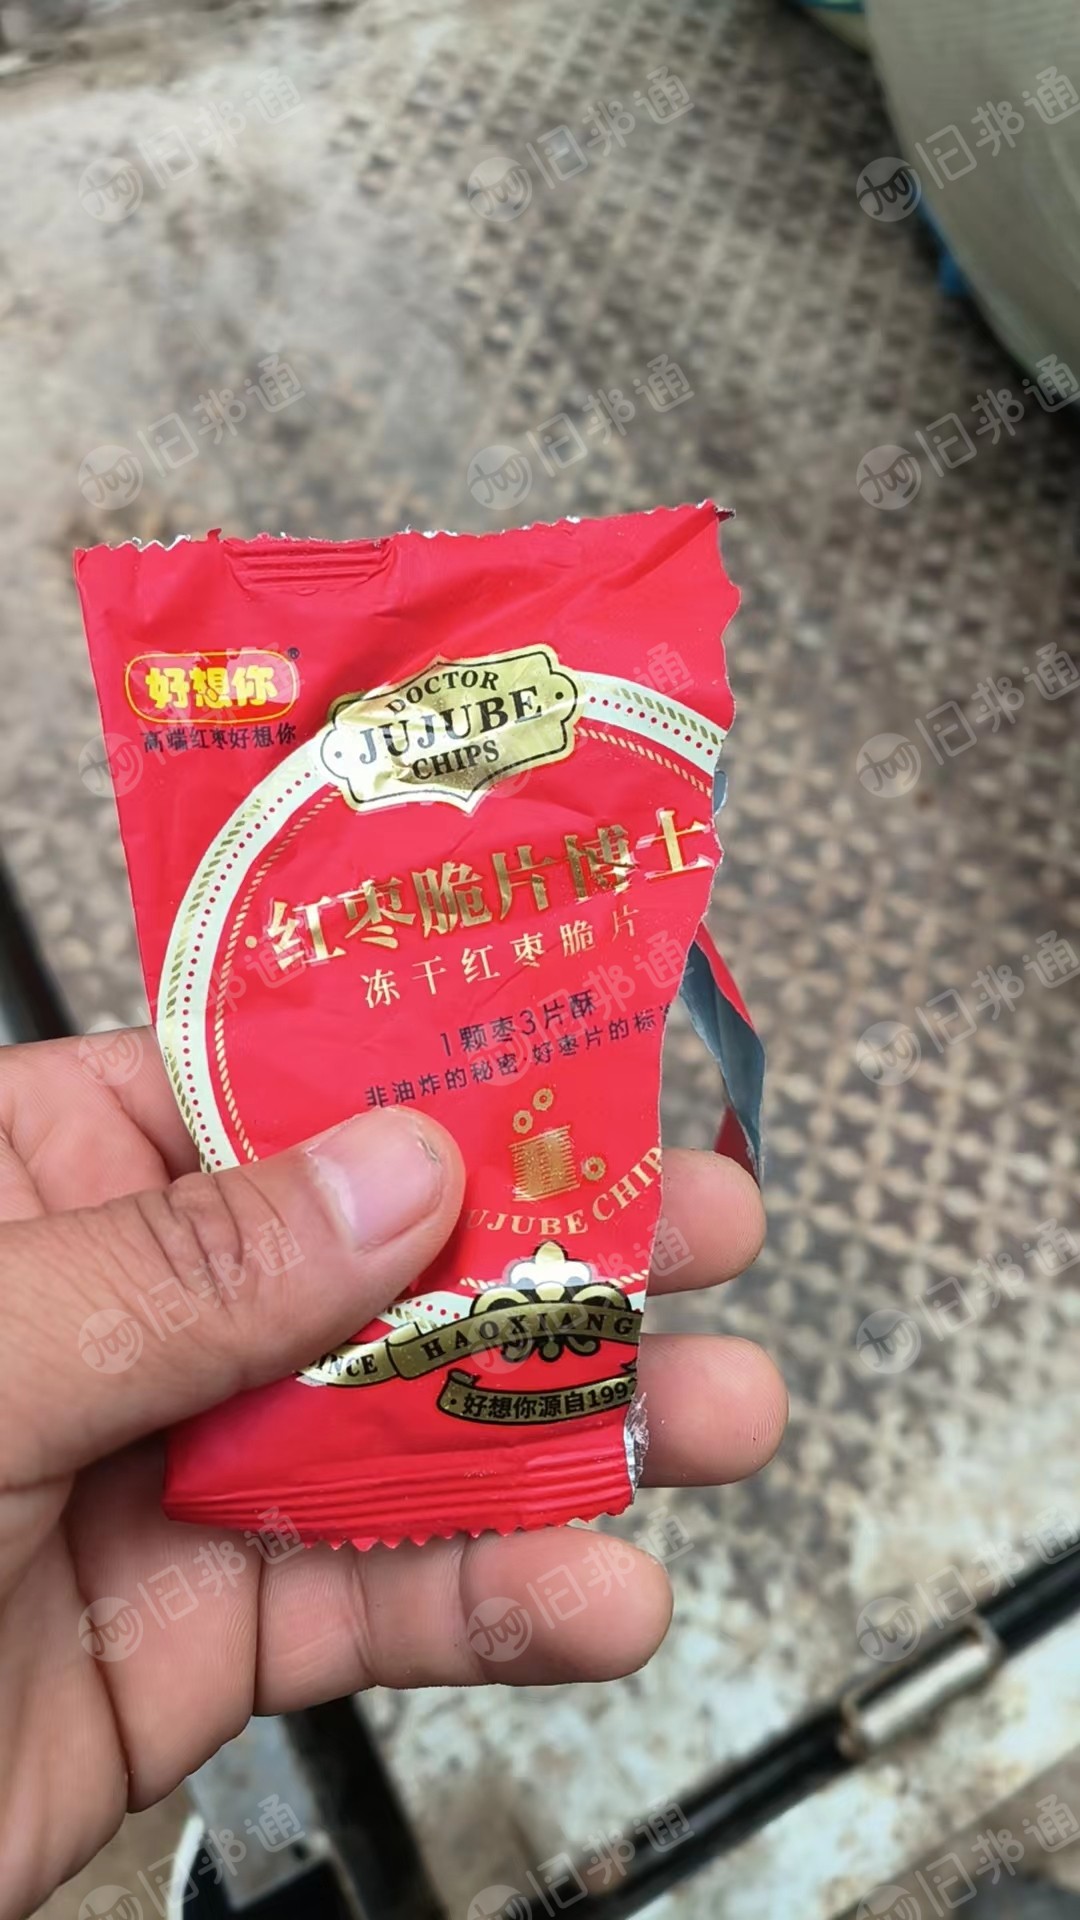 好想你®
高端红枣好想你
DOCTOR
JUJUBE
CHIPS
红枣脆片博士
冻干红枣脆片
1颗枣3片酥
非油炸的秘密·好枣片的标
UJUBE CHIP
SINCE
HAOXIANG
·好想你源自1992
旧邦通